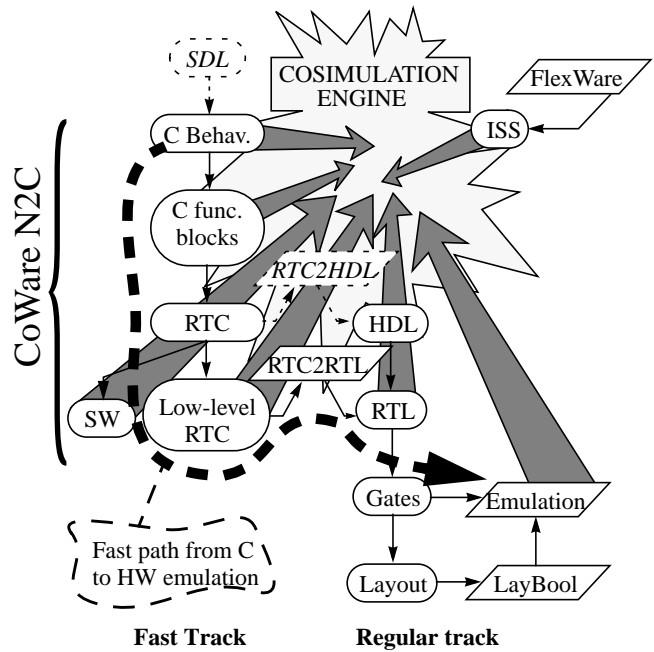 SDL
COSIMULATION
ENGINE
FlexWare
C Behav.
ISS
CoWare N2C
C func.
blocks
RTC2HDL
RTC
HDL
RTC2RTL
SW
Low-level
RTC
RTL
Gates
Emulation
Fast path from C
to HW emulation
Layout
LayBool
Fast Track
Regular track